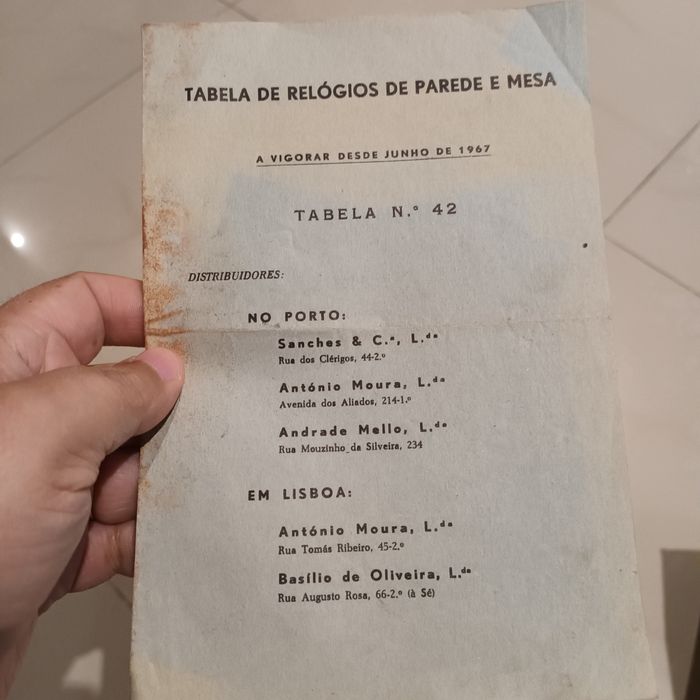 TABELA DE RELÓGIOS DE PAREDE E MESA
A VIGORAR DESDE JUNHO DE 1967
TABELA N.º 42
DISTRIBUIDORES:
NO PORTO:
Sanches & C.ª, L.da
Rua dos Clérigos, 44-2.º
António Moura, L.da
Avenida dos Aliados, 214-1.º
Andrade Mello, L.da
Rua Mouzinho da Silveira, 234
EM LISBOA:
António Moura, L.da
Rua Tomás Ribeiro, 45-2.º
Basílio de Oliveira, L.da
Rua Augusto Rosa, 66-2.º (à Sé)